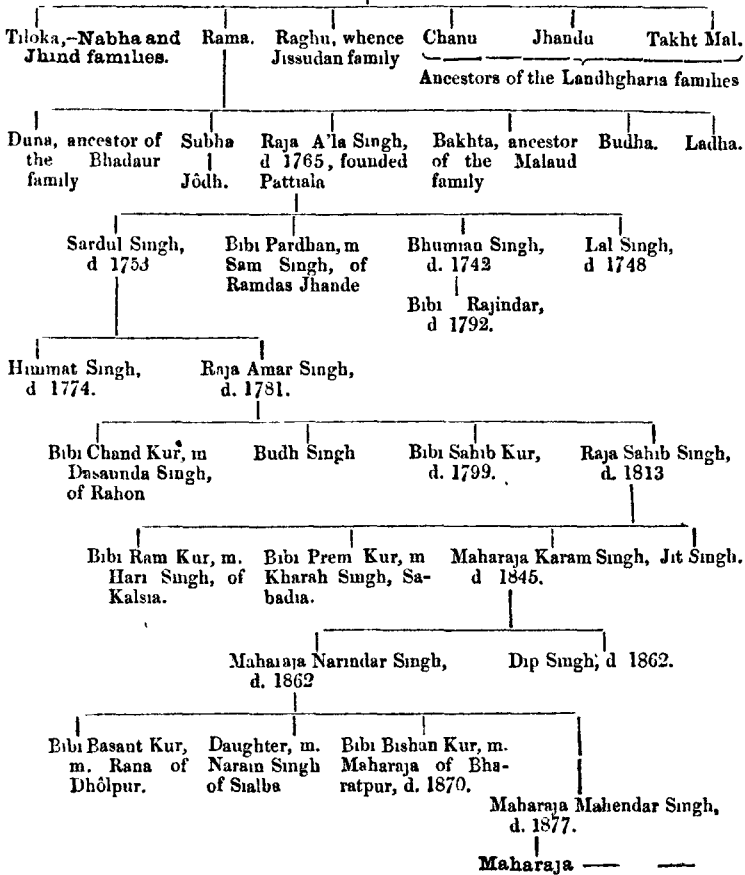 Tiloka,—Nabha and Jhind families.
Rama.
Raghu, whence Jissudan family
Chanu
Jhandu
Takht Mal.
Ancestors of the Landhgharia families
Duna, ancestor of the Bhadaur family
Subha
Jôdh.
Raja A'la Singh, d 1765, founded Pattiala
Bakhta, ancestor of the Malaud family
Budha.
Ladha.
Sardul Singh, d 1753
Bibi Pardhan, m Sam Singh, of Ramdas Jhande
Bhumian Singh, d. 1742
Bibi Rajindar, d 1792.
Lal Singh, d 1748
Himmat Singh, d 1774.
Raja Amar Singh, d. 1781.
Bibi Chand Kur, m Dasaunda Singh, of Rahon
Budh Singh
Bibi Sahib Kur, d. 1799.
Raja Sahib Singh, d. 1813
Bibi Ram Kur, m. Hari Singh, of Kalsia.
Bibi Prem Kur, m Kharah Singh, Sa-badia.
Maharaja Karam Singh, d 1845.
Jit Singh.
Maharaja Narindar Singh, d. 1862
Dip Singh, d 1862.
Bibi Basant Kur, m. Rana of Dhôlpur.
Daughter, m. Narain Singh of Sialba
Bibi Bishan Kur, m. Maharaja of Bha-ratpur, d. 1870.
Maharaja Mahendar Singh, d. 1877.
Maharaja — —